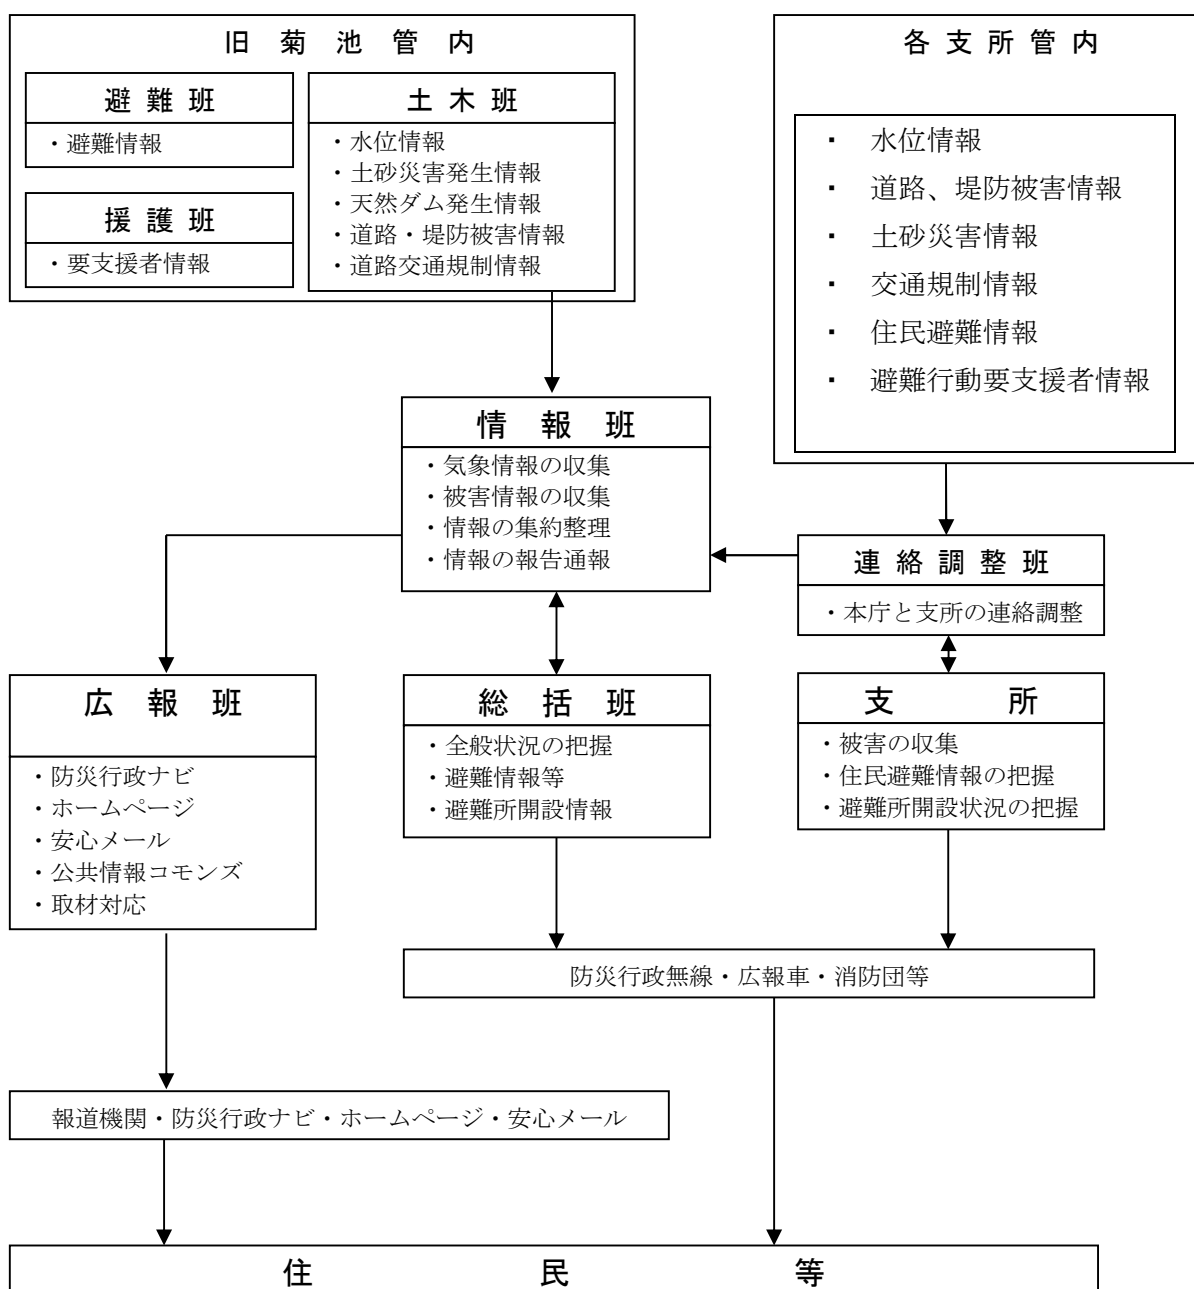 旧菊池管内
避難班
・避難情報
援護班
・要支援者情報
土木班
・水位情報
・土砂災害発生情報
・天然ダム発生情報
・道路・堤防被害情報
・道路交通規制情報
各支所管内
・ 水位情報
・ 道路、堤防被害情報
・ 土砂災害情報
・ 交通規制情報
・ 住民避難情報
・ 避難行動要支援者情報
情報班
・気象情報の収集
・被害情報の収集
・情報の集約整理
・情報の報告通報
連絡調整班
・本庁と支所の連絡調整
広報班
・防災行政ナビ
・ホームページ
・安心メール
・公共情報コモンズ
・取材対応
総括班
・全般状況の把握
・避難情報等
・避難所開設情報
支所
・被害の収集
・住民避難情報の把握
・避難所開設状況の把握
防災行政無線・広報車・消防団等
報道機関・防災行政ナビ・ホームページ・安心メール
住民等